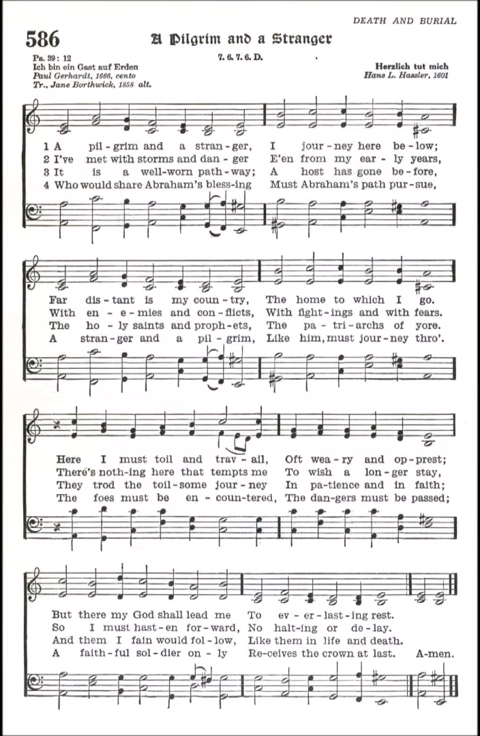 DEATH AND BURIAL
586 A Pilgrim and a Stranger
Ps. 39: 12 7. 6. 7. 6. D.
Ich bin ein Gast auf Erden Herzlich tut mich
Paul Gerhardt, 1666, cento Hans L. Hassler, 1601
Tr., Jane Borthwick, 1858 alt.
1 A pil-grim and a stran-ger, I jour-ney here be-low;
2 I've met with storms and dan-ger E'en from my ear-ly years,
3 It is a well-worn path-way; A host has gone be-fore,
4 Who would share Abraham's bless-ing Must Abraham's path pur-sue,
Far dis-tant is my coun-try, The home to which I go.
With en-e-mies and con-flicts, With fight-ings and with fears.
The ho-ly saints and proph-ets, The pa-tri-archs of yore.
A stran-ger and a pil-grim, Like him, must jour-ney thro'.
Here I must toil and trav-ail, Oft wea-ry and op-prest;
There's noth-ing here that tempts me To wish a lon-ger stay,
They trod the toil-some jour-ney In pa-tience and in faith;
The foes must be en-coun-tered, The dan-gers must be passed;
But there my God shall lead me To ev-er-last-ing rest.
So I must hast-en for-ward, No halt-ing or de-lay.
And them I fain would fol-low, Like them in life and death.
A faith-ful sol-dier on-ly Re-ceives the crown at last. A-men.